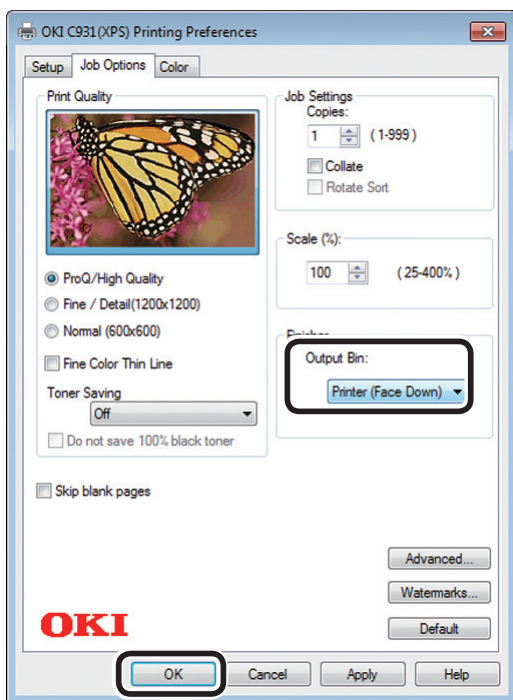 OKI C931(XPS) Printing Preferences
Setup
Job Options
Color
Print Quality
ProQ/High Quality
Fine / Detail(1200x1200)
Normal (600x600)
Fine Color Thin Line
Toner Saving
Off
Do not save 100% black toner
Skip blank pages
Job Settings
Copies:
1
(1-999)
Collate
Rotate Sort
Scale (%):
100
(25-400%)
Finisher
Output Bin:
Printer (Face Down)
Advanced...
Watermarks...
Default
OKI
OK
Cancel
Apply
Help